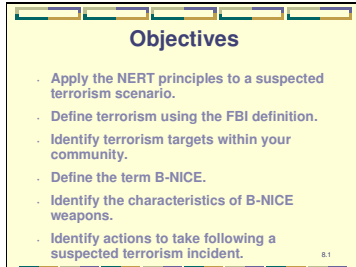 Objectives
· Apply the NERT principles to a suspected
terrorism scenario.
· Define terrorism using the FBI definition.
· Identify terrorism targets within your
community.
· Define the term B-NICE.
· Identify the characteristics of B-NICE
weapons.
· Identify actions to take following a
suspected terrorism incident.
8.1